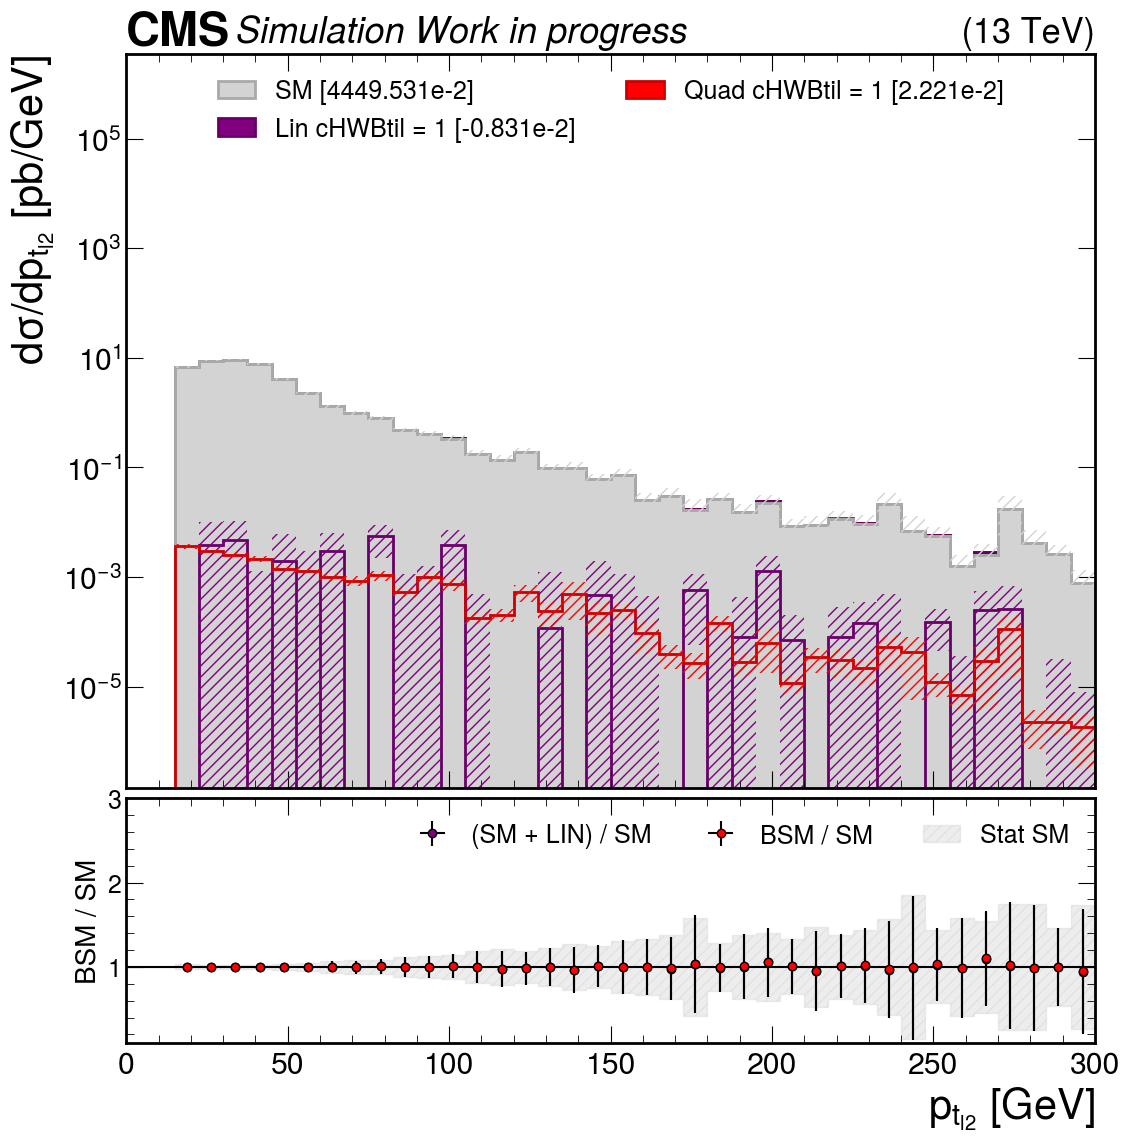 CMS Simulation Work in progress (13 TeV)
SM [4449.531e-2]
Quad cHWBtil = 1 [2.221e-2]
Lin cHWBtil = 1 [-0.831e-2]
dσ/dp_{t_{l2}} [pb/GeV]
10^5
10^3
10^1
10^{-1}
10^{-3}
10^{-5}
(SM + LIN) / SM
BSM / SM
Stat SM
BSM / SM
3
2
1
0 50 100 150 200 250 300
p_{t_{l2}} [GeV]